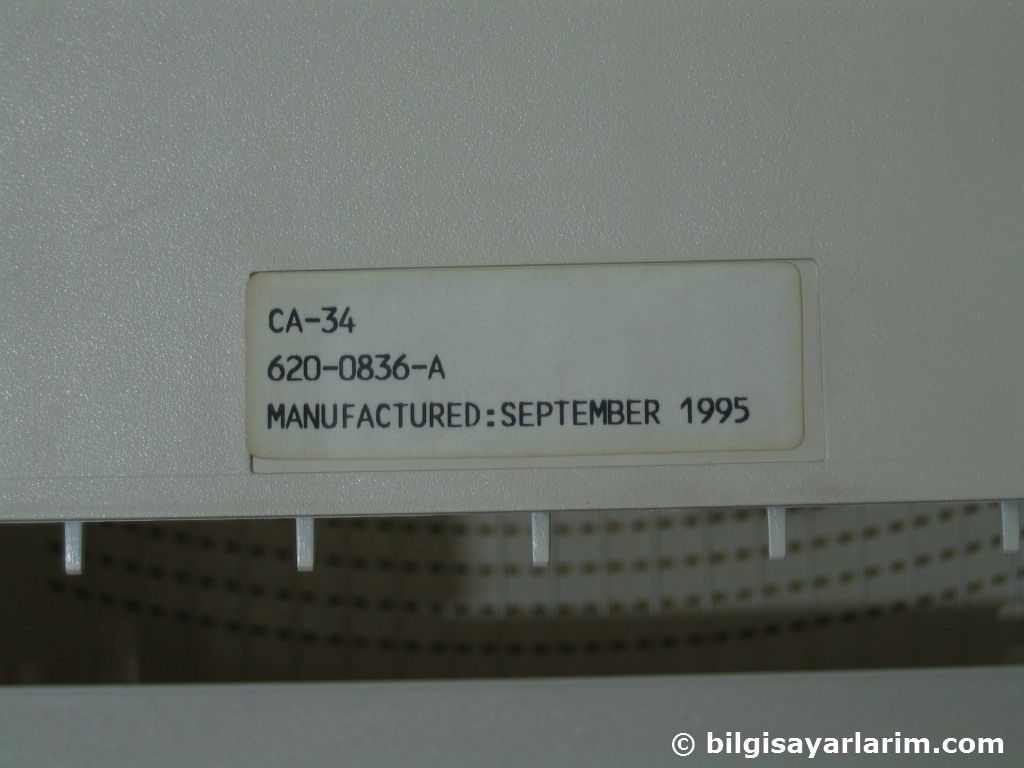 CA-34
620-0836-A
MANUFACTURED:SEPTEMBER 1995
© bilgisayarlarim.com